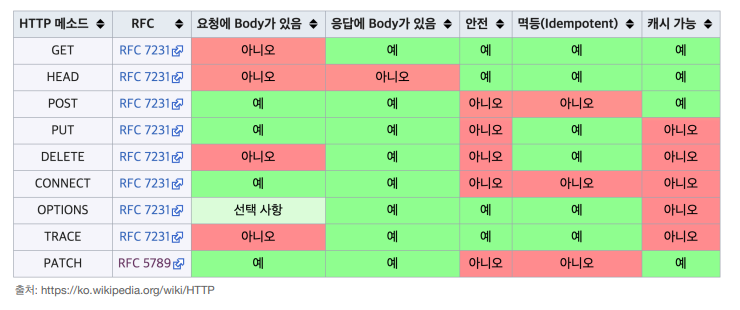 HTTP 메소드 RFC 요청에 Body가 있음 응답에 Body가 있음 안전 멱등(Idempotent) 캐시 가능
GET RFC 7231 아니오 예 예 예 예
HEAD RFC 7231 아니오 아니오 예 예 예
POST RFC 7231 예 예 아니오 아니오 예
PUT RFC 7231 예 예 아니오 예 아니오
DELETE RFC 7231 아니오 예 아니오 예 아니오
CONNECT RFC 7231 예 예 아니오 아니오 아니오
OPTIONS RFC 7231 선택 사항 예 예 예 아니오
TRACE RFC 7231 아니오 예 예 예 아니오
PATCH RFC 5789 예 예 아니오 아니오 예
출처: https://ko.wikipedia.org/wiki/HTTP